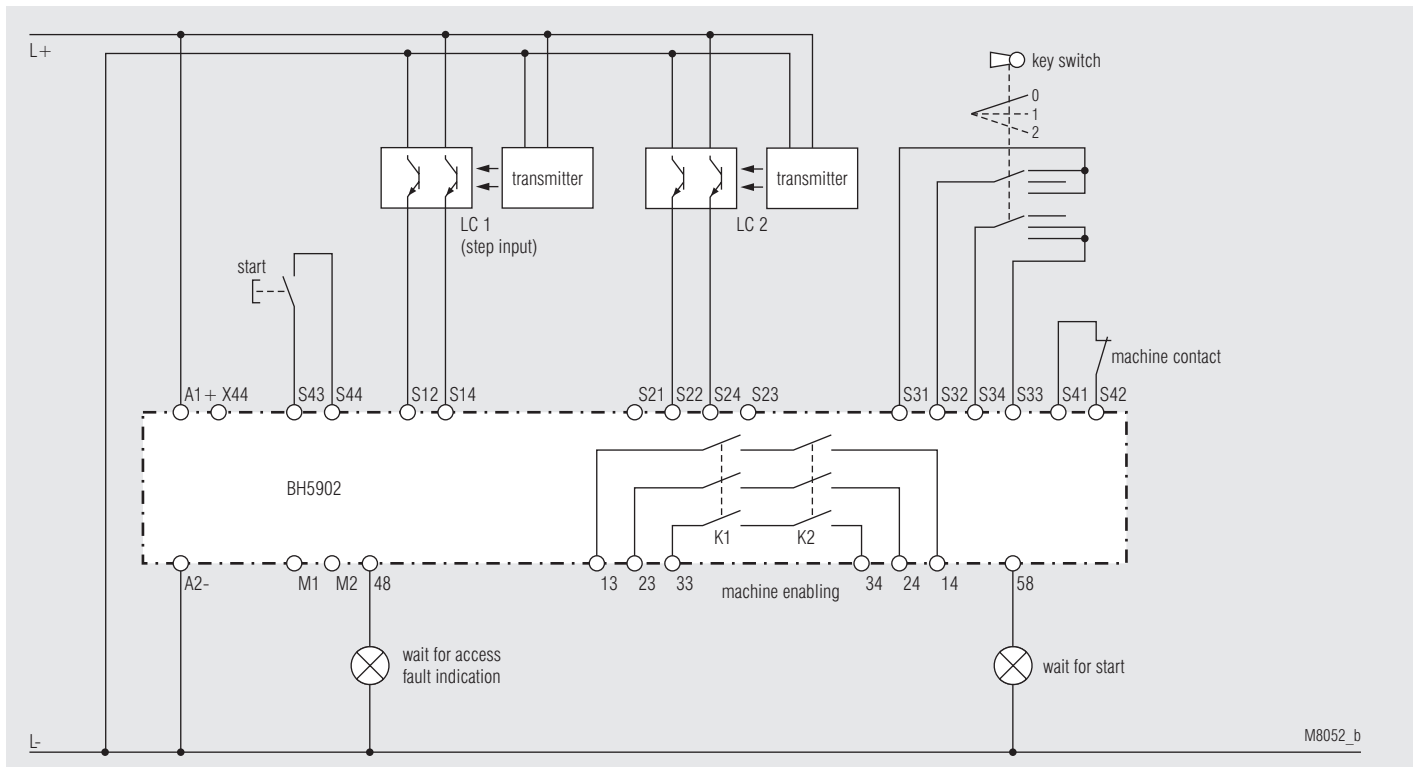 L+
key switch
0
1
2
transmitter
transmitter
LC 1
(step input)
LC 2
start
machine contact
A1+ X44 S43 S44 S12 S14 S21 S22 S24 S23 S31 S32 S34 S33 S41 S42
BH5902
K1 K2
A2- M1 M2 48 13 23 33 machine enabling 34 24 14 58
wait for access
fault indication
wait for start
L-
M8052_b